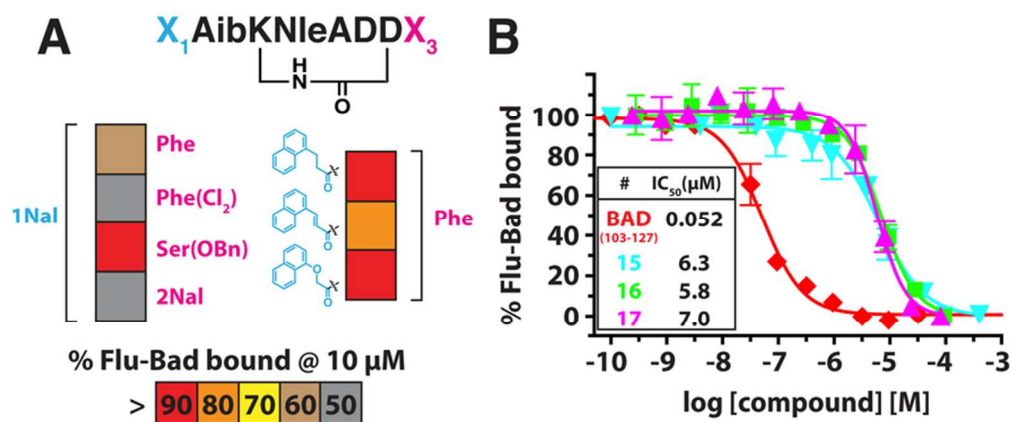 A
X₁AibKNleADDX₃
H
N
O
1Nal
Phe
Phe(Cl₂)
Ser(OBn)
2Nal
X
O
X
O
O
X
O
Phe
% Flu-Bad bound @ 10 µM
> 90 80 70 60 50
B
% Flu-Bad bound
100
80
60
40
20
0
# IC₅₀(µM)
BAD 0.052
(103-127)
15 6.3
16 5.8
17 7.0
-10 -9 -8 -7 -6 -5 -4 -3
log [compound] [M]